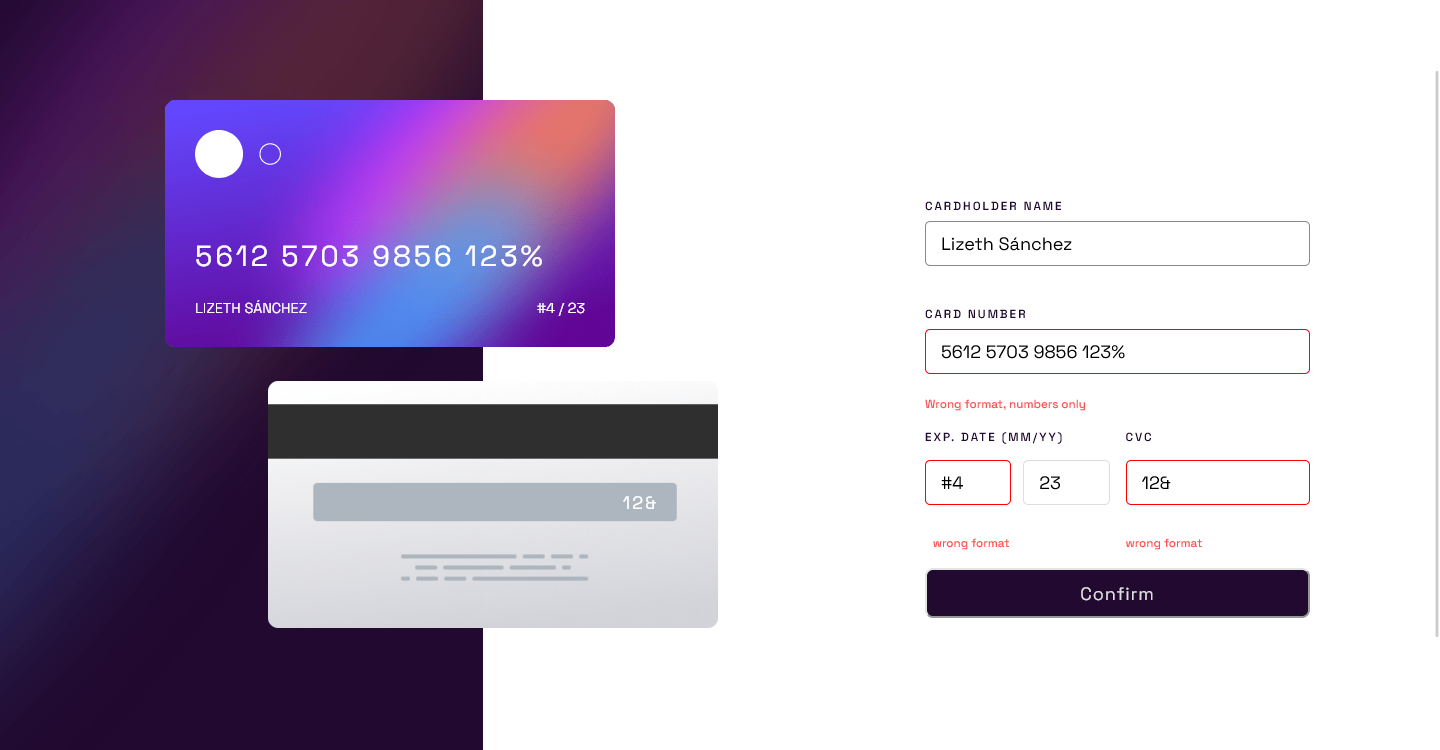 5612 5703 9856 123%
LIZETH SÁNCHEZ
#4 / 23
12&
CARDHOLDER NAME
Lizeth Sánchez
CARD NUMBER
5612 5703 9856 123%
Wrong format, numbers only
EXP. DATE (MM/YY)
CVC
#4
23
12&
wrong format
wrong format
Confirm